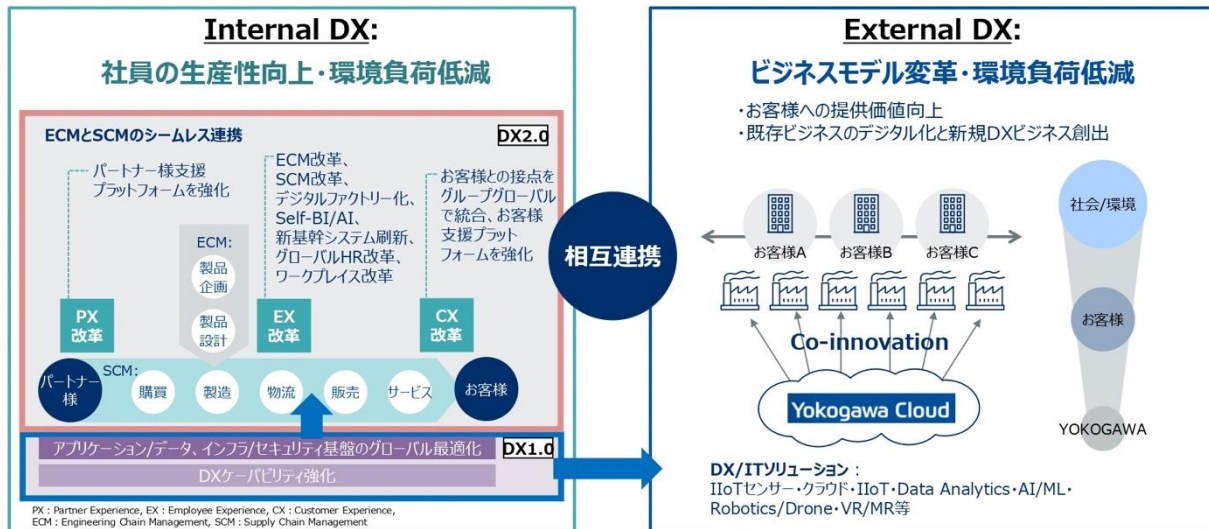 Internal DX:
社員の生産性向上・環境負荷低減
ECMとSCMのシームレス連携
DX2.0
パートナー様支援
プラットフォームを強化
ECM改革、
SCM改革、
デジタルファクトリー化、
Self-BI/AI、
新基幹システム刷新、
グローバルHR改革、
ワークプレイス改革
お客様との接点を
グループグローバル
で統合、お客様
支援プラット
フォームを強化
ECM:
製品
企画
製品
設計
PX
改革
EX
改革
CX
改革
パートナー
様
SCM:
購買
製造
物流
販売
サービス
お客様
アプリケーション/データ、インフラ/セキュリティ基盤のグローバル最適化
DX1.0
DXケーパビリティ強化
PX : Partner Experience, EX : Employee Experience, CX : Customer Experience,
ECM : Engineering Chain Management, SCM : Supply Chain Management
相互連携
External DX:
ビジネスモデル変革・環境負荷低減
・お客様への提供価値向上
・既存ビジネスのデジタル化と新規DXビジネス創出
お客様A
お客様B
お客様C
Co-innovation
Yokogawa Cloud
社会/環境
お客様
YOKOGAWA
DX/ITソリューション：
IIoTセンサー・クラウド・IIoT・Data Analytics・AI/ML・
Robotics/Drone・VR/MR等